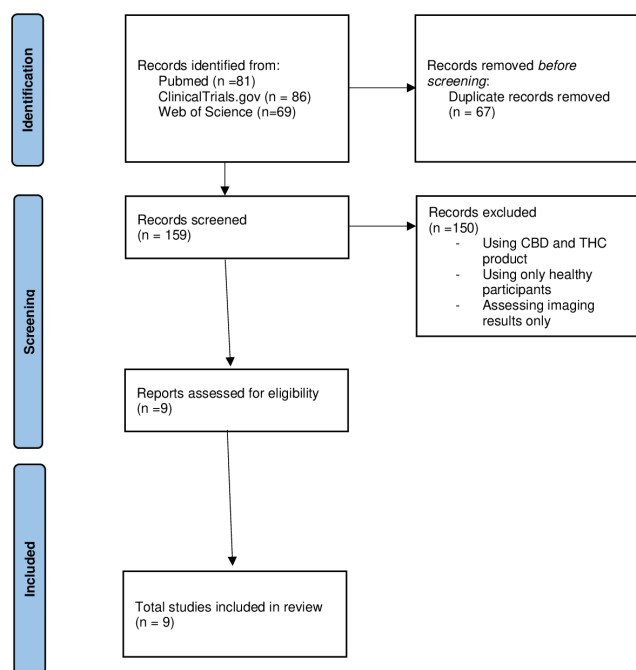 Identification
Records identified from:
Pubmed (n =81)
ClinicalTrials.gov (n = 86)
Web of Science (n=69)
Records removed before
screening:
Duplicate records removed
(n = 67)
Screening
Records screened
(n = 159)
Records excluded
(n =150)
- Using CBD and THC
product
- Using only healthy
participants
- Assessing imaging
results only
Reports assessed for eligibility
(n =9)
Included
Total studies included in review
(n = 9)